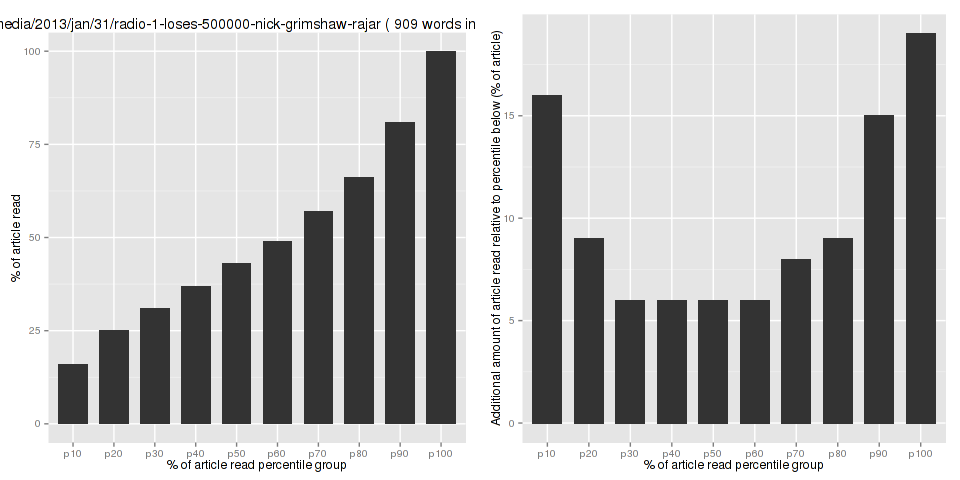 nedia/2013/jan/31/radio-1-loses-500000-nick-grimshaw-rajar ( 909 words in
% of article read
100
75
50
25
0
p10 p20 p30 p40 p50 p60 p70 p80 p90 p100
% of article read percentile group
Additional amount of article read relative to percentile below (% of article)
15
10
5
0
p10 p20 p30 p40 p50 p60 p70 p80 p90 p100
% of article read percentile group